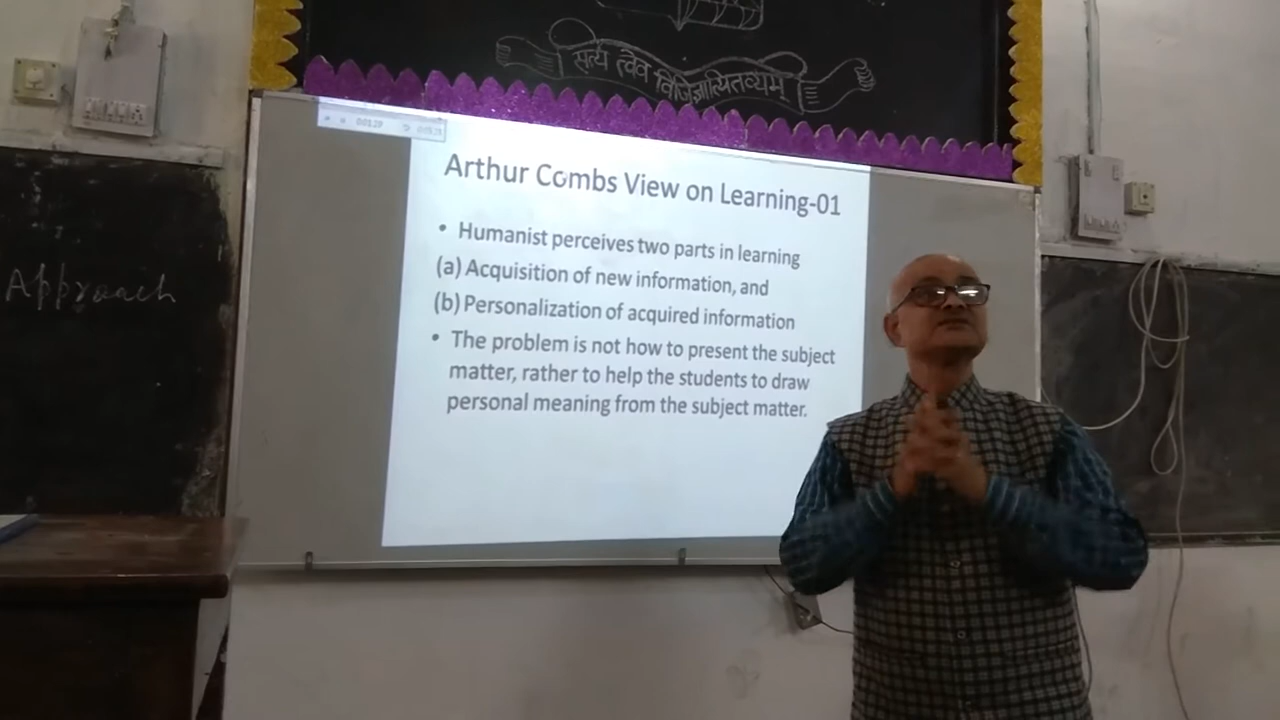 सत्य त्वेव
विजिज्ञासितव्यम्
Approach
Arthur Combs View on Learning-01
• Humanist perceives two parts in learning
(a) Acquisition of new information, and
(b) Personalization of acquired information
• The problem is not how to present the subject
matter, rather to help the students to draw
personal meaning from the subject matter.